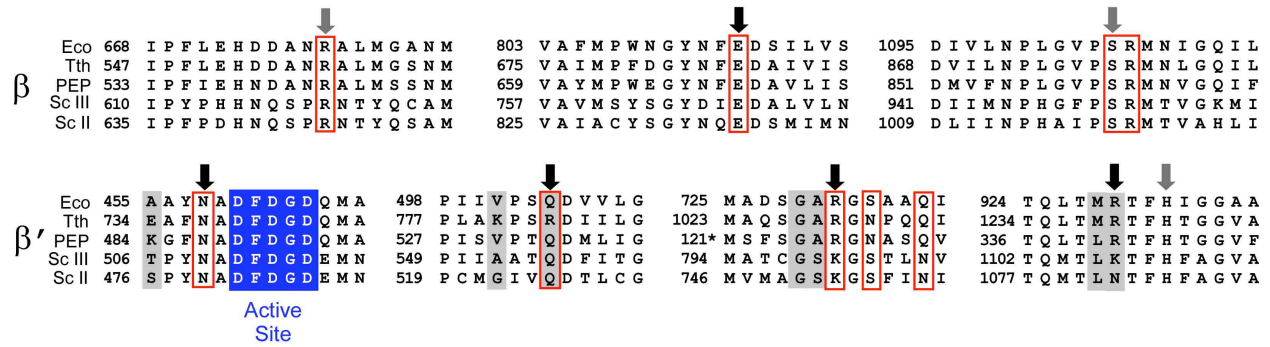 β
Eco 668 I P F L E H D D A N R A L M G A N M 803 V A F M P W N G Y N F E D S I L V S 1095 D I V L N P L G V P S R M N I G Q I L
Tth 547 I P F L E H D D A N R A L M G S N M 675 V A I M P F D G Y N F E D A I V I S 868 D V V L N P L G V P S R M N L G Q I L
PEP 533 I P F I E H N D A N R A L M S S N M 659 V A Y M P W E G Y N F E D A V L I S 851 D M V F N P L G V P S R M N V G Q I F
Sc III 610 I P Y P H H N Q S P R N T Y Q C A M 757 V A V M S Y S G Y D I E D A L V L N 941 D I I M N P H G F P S R M T V G K M I
Sc II 635 I P F P D H N Q S P R N T Y Q S A M 825 V A I A C Y S G Y N Q E D S M I M N 1009 D L I I N P H A I P S R M T V A H L I
β′
Eco 455 A A Y N A D F D G D Q M A 498 P I I V P S Q D V V L G 725 M A D S G A R G S A A Q I 924 T Q L T M R T F H I G G A A
Tth 734 E A F N A D F D G D Q M A 777 P L A K P S R D I I L G 1023 M A Q S G A R G N P Q Q I 1234 T Q L T M R T F H T G G V A
PEP 484 K G F N A D F D G D Q M A 527 P I S V P T Q D M L I G 121* M S F S G A R G N A S Q V 336 T Q L T L R T F H T G G V F
Sc III 506 T P Y N A D F D G D E M N 549 P I I A A T Q D F I T G 794 M A T C G S K G S T L N V 1102 T Q M T L K T F H F A G V A
Sc II 476 S P Y N A D F D G D E M N 519 P C M G I V Q D T L C G 746 M V M A G S K G S F I N I 1077 T Q M T L N T F H F A G V A
Active
Site